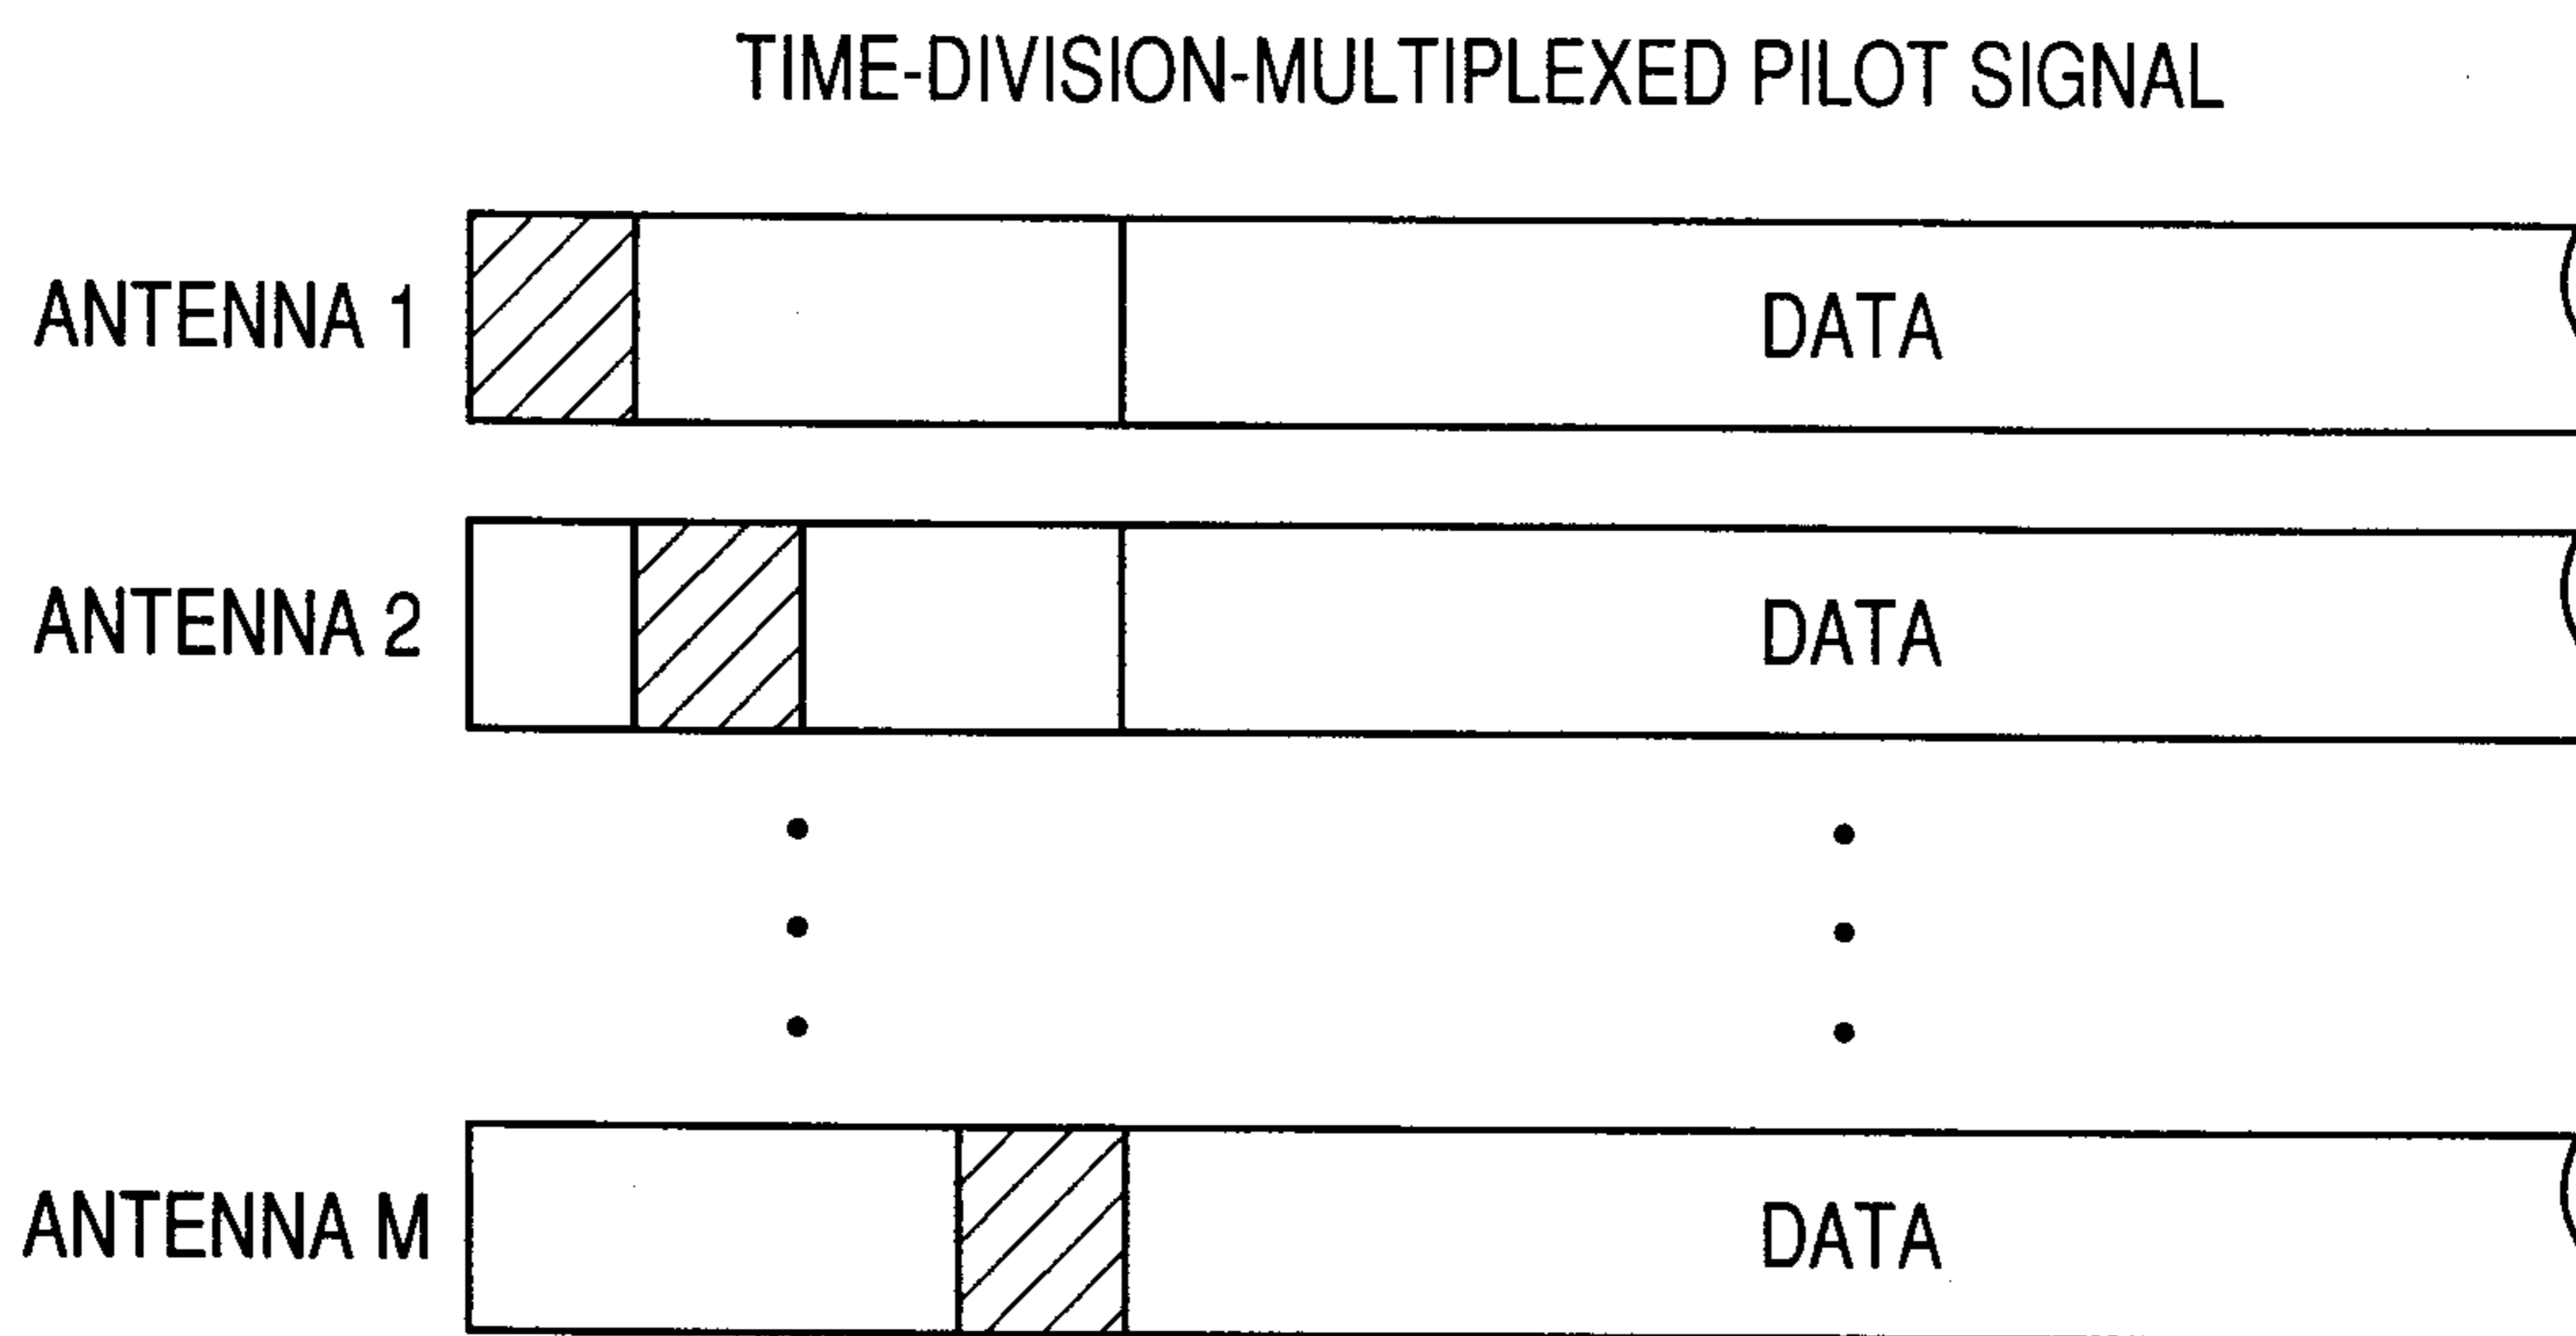 TIME-DIVISION-MULTIPLEXED PILOT SIGNAL
ANTENNA 1 DATA
ANTENNA 2 DATA
ANTENNA M DATA